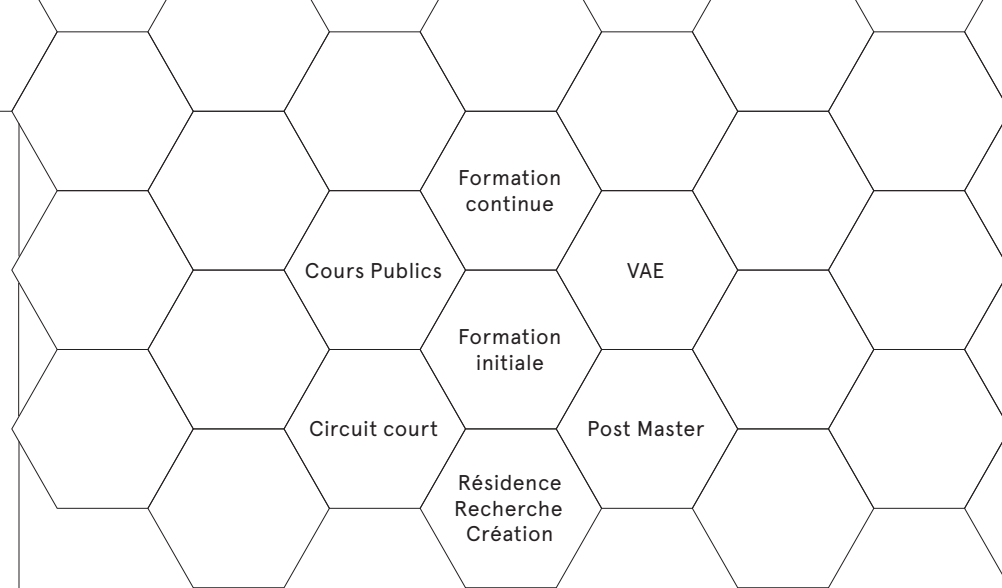 Formation
continue
Cours Publics
VAE
Formation
initiale
Circuit court
Post Master
Résidence
Recherche
Création